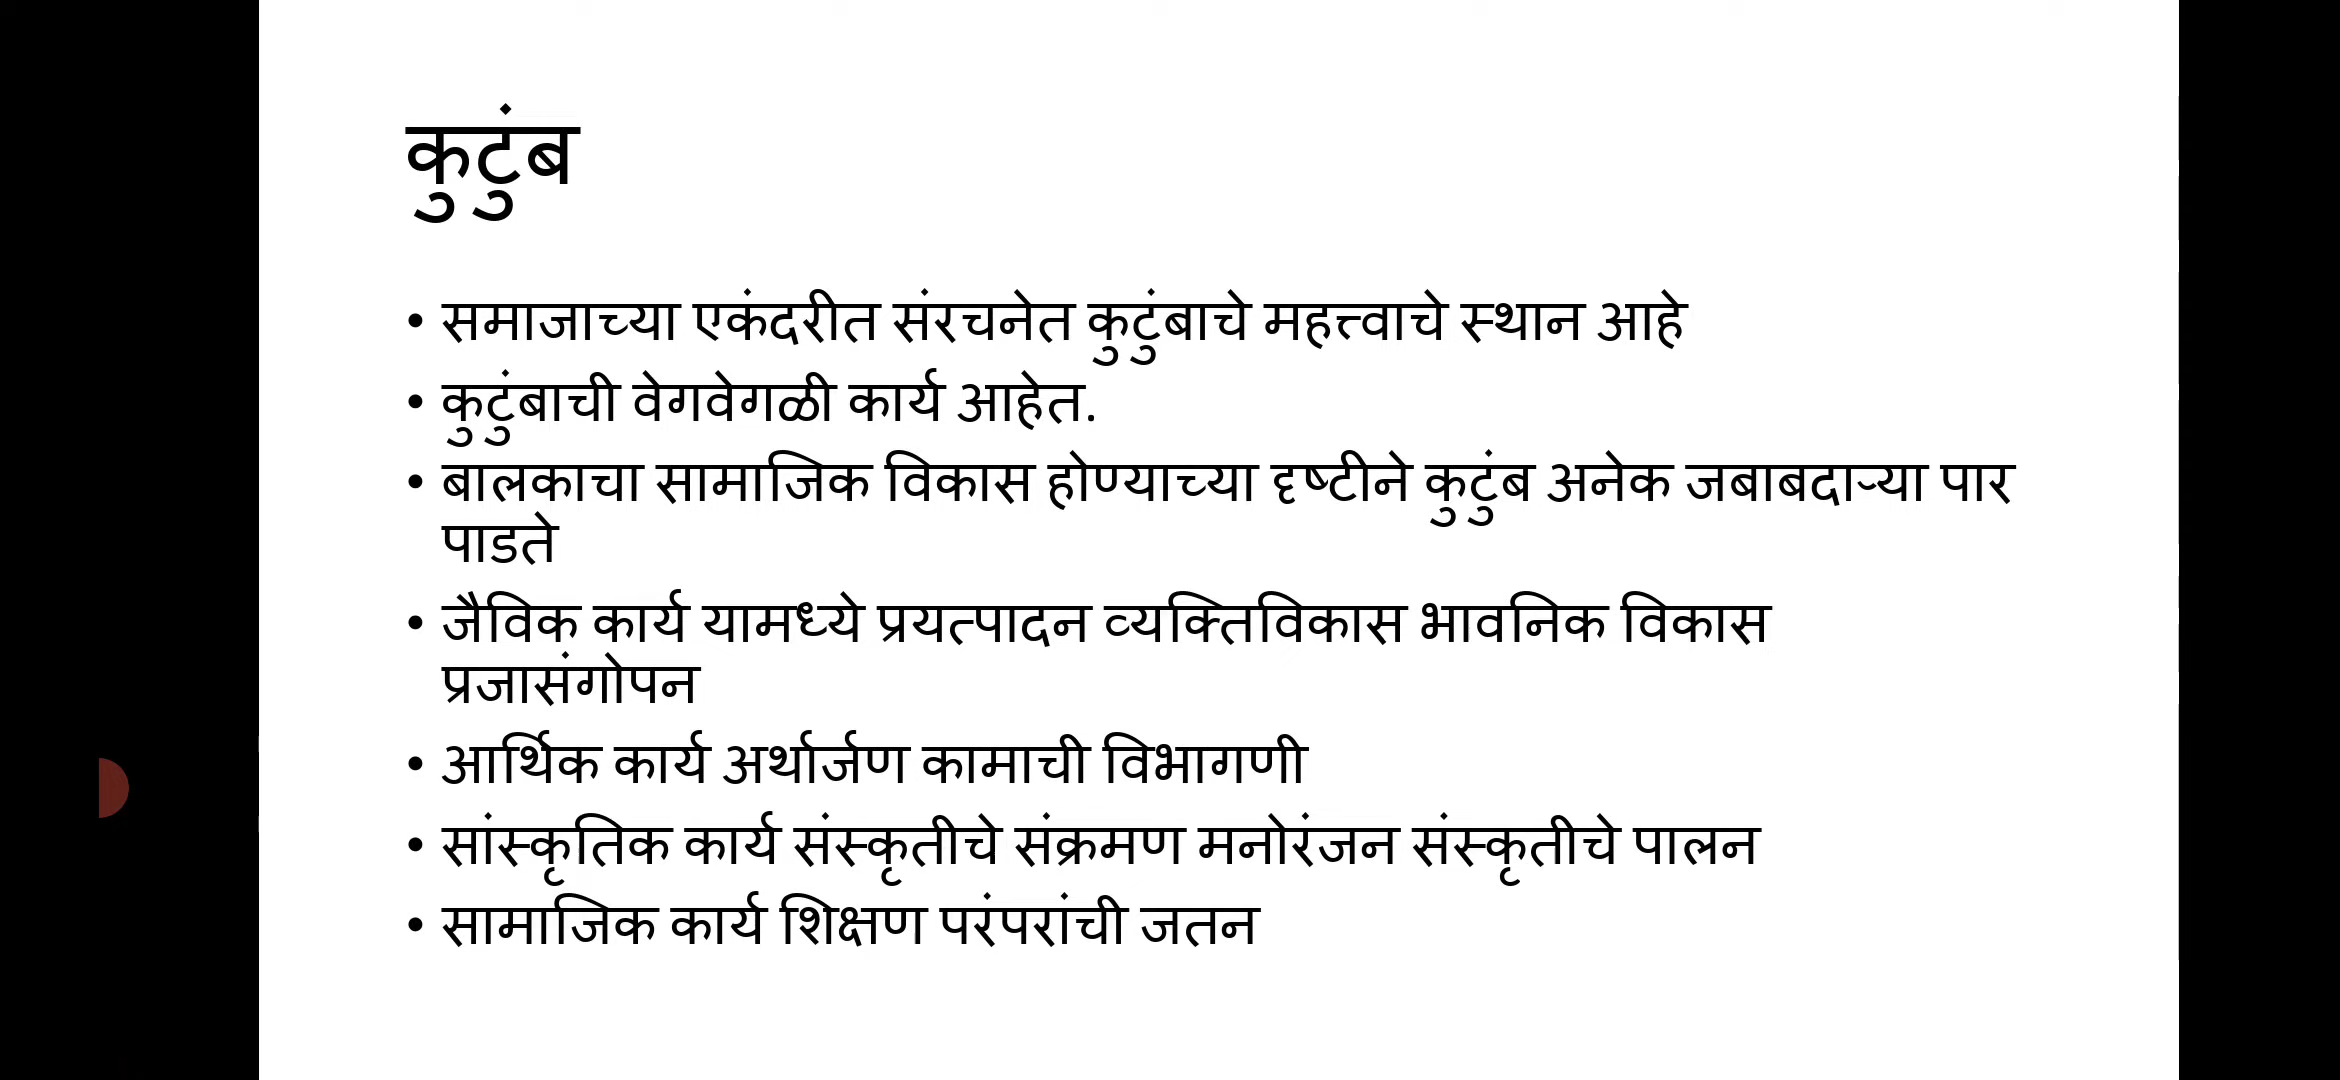 कुटुंब
• समाजाच्या एकंदरीत संरचनेत कुटुंबाचे महत्त्वाचे स्थान आहे
• कुटुंबाची वेगवेगळी कार्य आहेत.
• बालकाचा सामाजिक विकास होण्याच्या दृष्टीने कुटुंब अनेक जबाबदाऱ्या पार
पाडते
• जैविक कार्य यामध्ये प्रयत्पादन व्यक्तिविकास भावनिक विकास
प्रजासंगोपन
• आर्थिक कार्य अर्थार्जण कामाची विभागणी
• सांस्कृतिक कार्य संस्कृतीचे संक्रमण मनोरंजन संस्कृतीचे पालन
• सामाजिक कार्य शिक्षण परंपरांची जतन